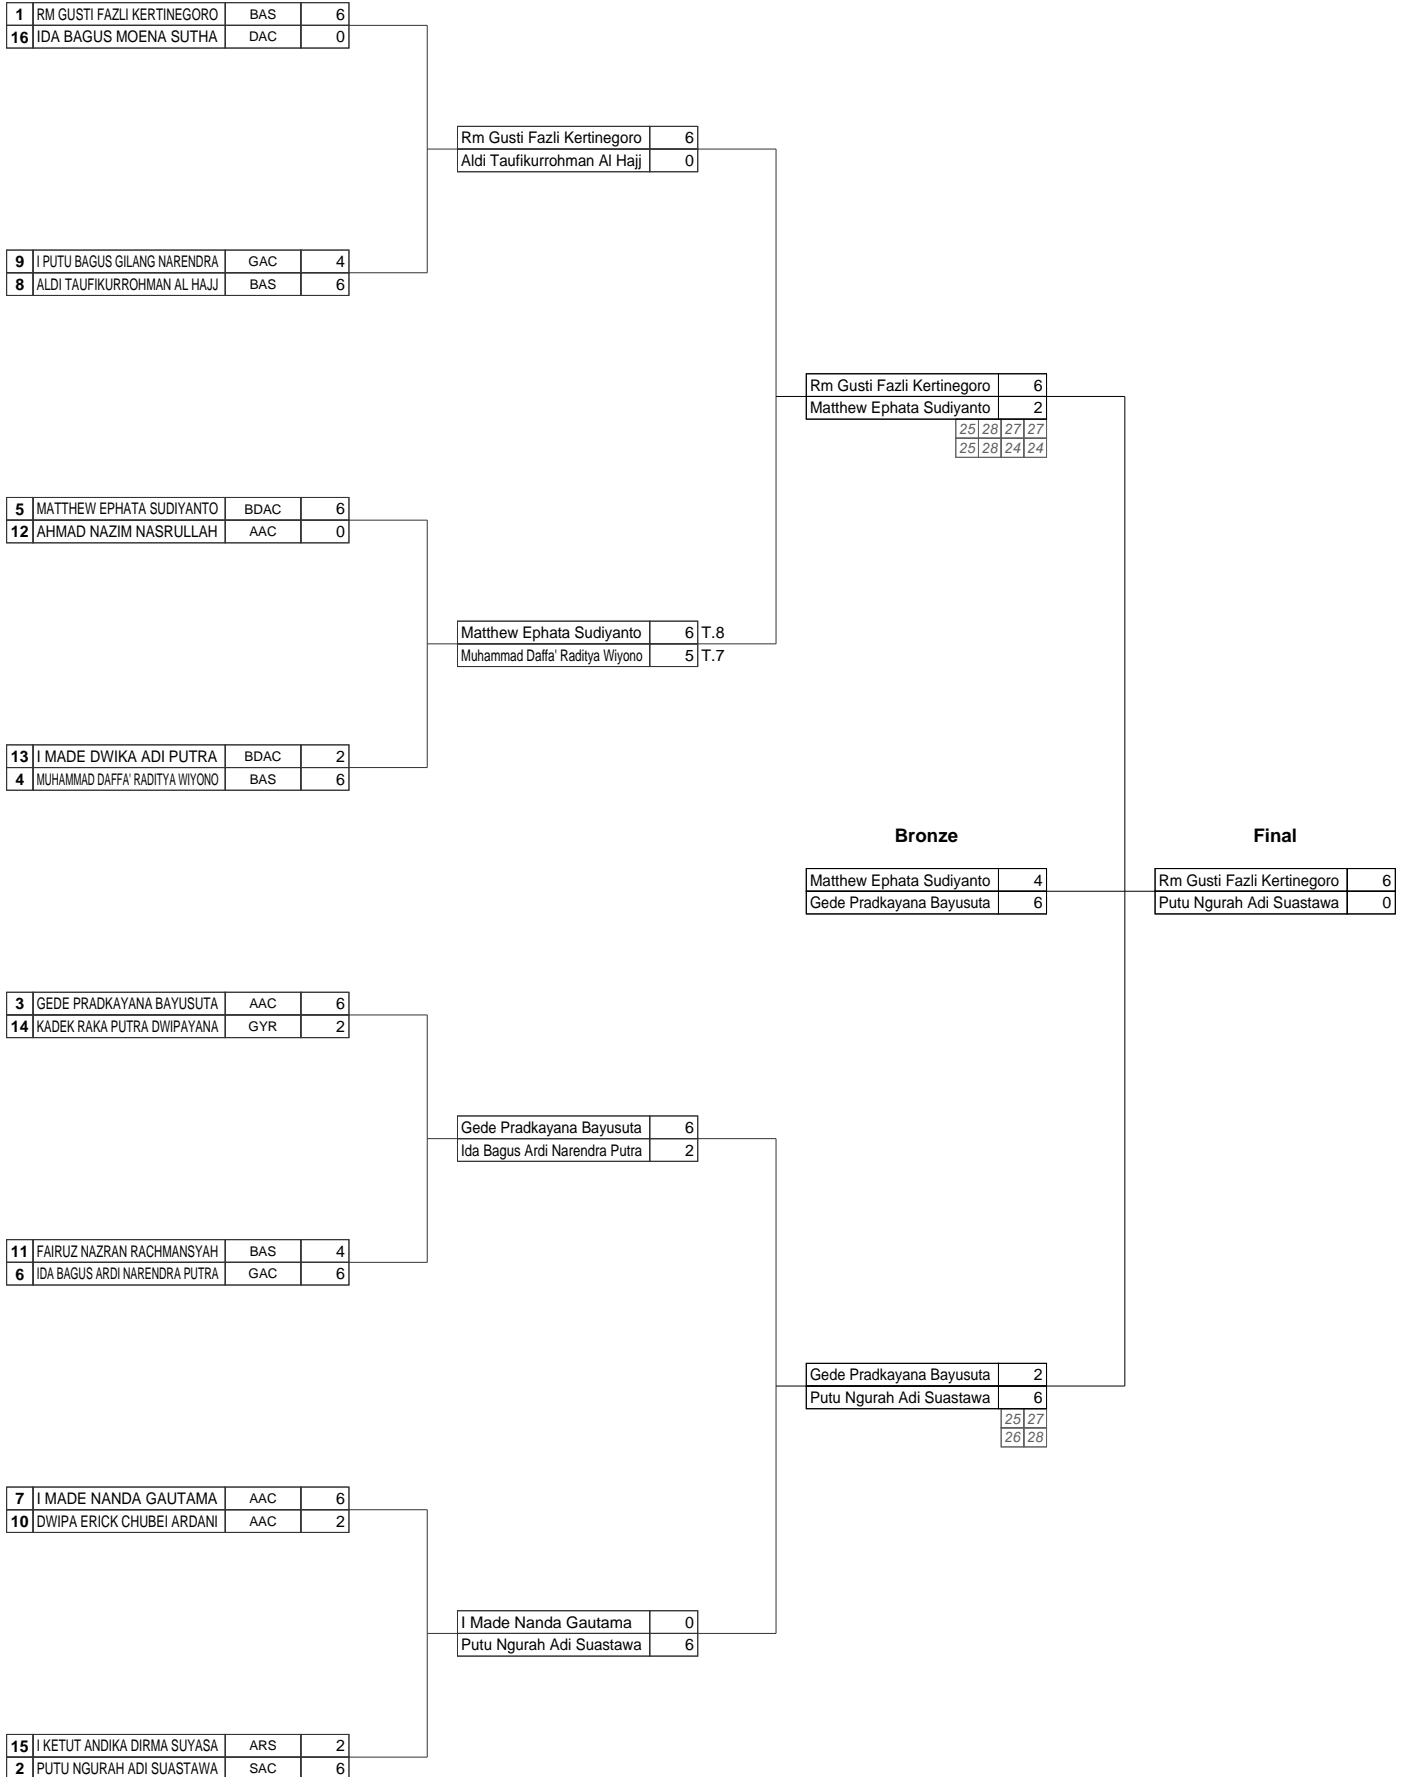 1 RM GUSTI FAZLI KERTINEGORO BAS 6
16 IDA BAGUS MOENA SUTHA DAC 0
Rm Gusti Fazli Kertinegoro 6
Aldi Taufikurrohman Al Hajj 0
9 I PUTU BAGUS GILANG NARENDRA GAC 4
8 ALDI TAUFIKURROHMAN AL HAJJ BAS 6
Rm Gusti Fazli Kertinegoro 6
Matthew Ephata Sudiyanto 2
25 28 27 27
25 28 24 24
5 MATTHEW EPHATA SUDIYANTO BDAC 6
12 AHMAD NAZIM NASRULLAH AAC 0
Matthew Ephata Sudiyanto 6 T.8
Muhammad Daffa' Raditya Wiyono 5 T.7
13 I MADE DWIKA ADI PUTRA BDAC 2
4 MUHAMMAD DAFFA' RADITYA WIYONO BAS 6
Bronze Final
Matthew Ephata Sudiyanto 4 Rm Gusti Fazli Kertinegoro 6
Gede Pradkayana Bayusuta 6 Putu Ngurah Adi Suastawa 0
3 GEDE PRADKAYANA BAYUSUTA AAC 6
14 KADEK RAKA PUTRA DWIPAYANA GYR 2
Gede Pradkayana Bayusuta 6
Ida Bagus Ardi Narendra Putra 2
11 FAIRUZ NAZRAN RACHMANSYAH BAS 4
6 IDA BAGUS ARDI NARENDRA PUTRA GAC 6
Gede Pradkayana Bayusuta 2
Putu Ngurah Adi Suastawa 6
25 27
26 28
7 I MADE NANDA GAUTAMA AAC 6
10 DWIPA ERICK CHUBEI ARDANI AAC 2
I Made Nanda Gautama 0
Putu Ngurah Adi Suastawa 6
15 I KETUT ANDIKA DIRMA SUYASA ARS 2
2 PUTU NGURAH ADI SUASTAWA SAC 6